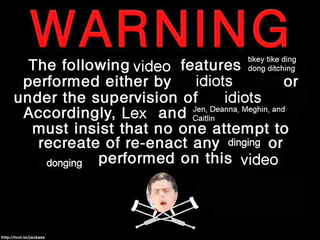 WARNING
The following video features tikey tike ding dong ditching
performed either by idiots or
under the supervision of idiots
Accordingly, Lex and Jen, Deanna, Meghin, and Caitlin
must insist that no one attempt to
recreate of re-enact any dinging or
donging performed on this video
http://turn.to/jackass